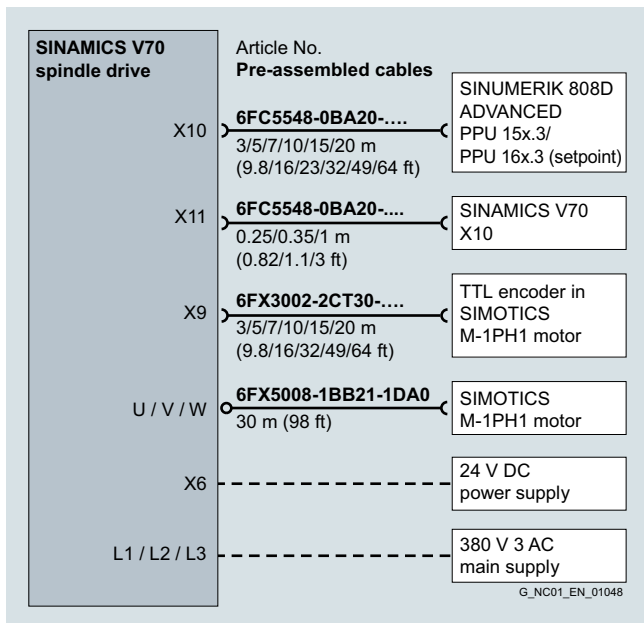 SINAMICS V70
spindle drive
Article No.
Pre-assembled cables
X10
6FC5548-0BA20-....
3/5/7/10/15/20 m
(9.8/16/23/32/49/64 ft)
SINUMERIK 808D
ADVANCED
PPU 15x.3/
PPU 16x.3 (setpoint)
X11
6FC5548-0BA20-....
0.25/0.35/1 m
(0.82/1.1/3 ft)
SINAMICS V70
X10
X9
6FX3002-2CT30-....
3/5/7/10/15/20 m
(9.8/16/32/49/64 ft)
TTL encoder in
SIMOTICS
M-1PH1 motor
U / V / W
6FX5008-1BB21-1DA0
30 m (98 ft)
SIMOTICS
M-1PH1 motor
X6
24 V DC
power supply
L1 / L2 / L3
380 V 3 AC
main supply
G_NC01_EN_01048